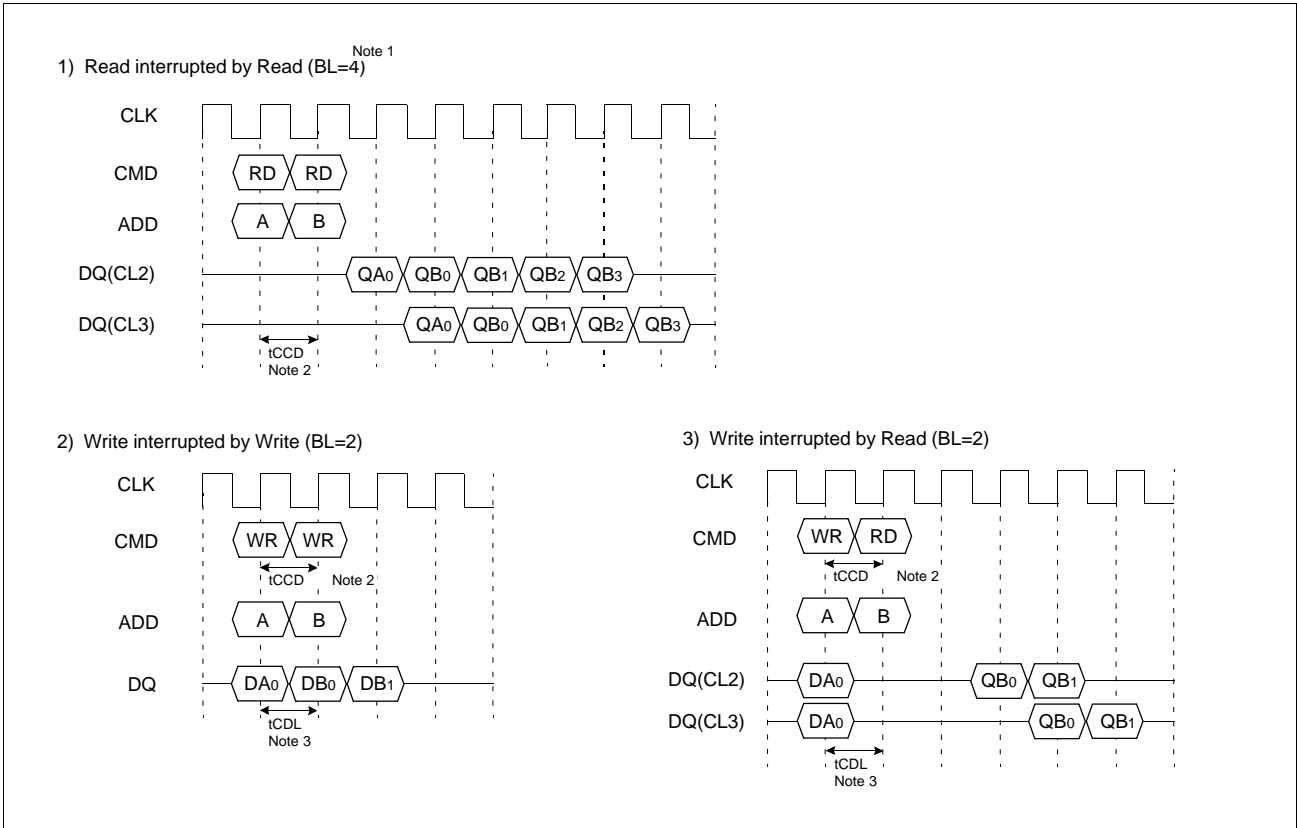 Note 1
1) Read interrupted by Read (BL=4)
CLK
CMD RD RD
ADD A B
DQ(CL2) QA0 QB0 QB1 QB2 QB3
DQ(CL3) QA0 QB0 QB1 QB2 QB3
tCCD
Note 2
2) Write interrupted by Write (BL=2)
CLK
CMD WR WR
tCCD Note 2
ADD A B
DQ DA0 DB0 DB1
tCDL
Note 3
3) Write interrupted by Read (BL=2)
CLK
CMD WR RD
tCCD Note 2
ADD A B
DQ(CL2) DA0 QB0 QB1
DQ(CL3) DA0 QB0 QB1
tCDL
Note 3